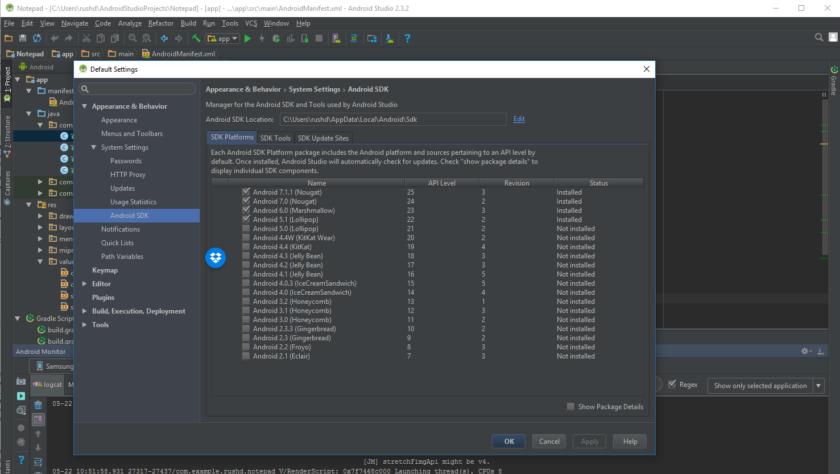 Notepad - [C:\Users\rushd\AndroidStudioProjects\Notepad] - [app] - ...\app\src\main\AndroidManifest.xml - Android Studio 2.3.2
File Edit View Navigate Code Analyze Refactor Build Run Tools VCS Window Help
app
Notepad app src main AndroidManifest.xml
Android
1: Project
Z: Structure
Captures
Gradle
app
manifest
Andr
java
com
com
com
res
draw
layou
men
mipr
value
Gradle Script
build.gra
build.gra
Default Settings
Appearance & Behavior
Appearance
Menus and Toolbars
System Settings
Passwords
HTTP Proxy
Updates
Usage Statistics
Android SDK
Notifications
Quick Lists
Path Variables
Keymap
Editor
Plugins
Build, Execution, Deployment
Tools
Appearance & Behavior › System Settings › Android SDK
Manager for the Android SDK and Tools used by Android Studio
Android SDK Location: C:\Users\rushd\AppData\Local\Android\Sdk Edit
SDK Platforms SDK Tools SDK Update Sites
Each Android SDK Platform package includes the Android platform and sources pertaining to an API level by
default. Once installed, Android Studio will automatically check for updates. Check "show package details" to
display individual SDK components.
Name API Level Revision Status
Android 7.1.1 (Nougat) 25 3 Installed
Android 7.0 (Nougat) 24 2 Installed
Android 6.0 (Marshmallow) 23 3 Installed
Android 5.1 (Lollipop) 22 2 Installed
Android 5.0 (Lollipop) 21 2 Not installed
Android 4.4W (KitKat Wear) 20 2 Not installed
Android 4.4 (KitKat) 19 4 Not installed
Android 4.3 (Jelly Bean) 18 3 Not installed
Android 4.2 (Jelly Bean) 17 3 Not installed
Android 4.1 (Jelly Bean) 16 5 Not installed
Android 4.0.3 (IceCreamSandwich) 15 5 Not installed
Android 4.0 (IceCreamSandwich) 14 4 Not installed
Android 3.2 (Honeycomb) 13 1 Not installed
Android 3.1 (Honeycomb) 12 3 Not installed
Android 3.0 (Honeycomb) 11 2 Not installed
Android 2.3.3 (Gingerbread) 10 2 Not installed
Android 2.3 (Gingerbread) 9 2 Not installed
Android 2.2 (Froyo) 8 3 Not installed
Android 2.1 (Eclair) 7 3 Not installed
Show Package Details
OK Cancel Apply Help
Android Monitor
Samsung
logcat M
Regex Show only selected application
05-22
[JM] stretchFimgApi might be v4.
05-22 10:51:58.931 27317-27437/com.example.rushd.notepad V/RenderScript: 0x7f7448c000 Launching thread(s), CPUs 8